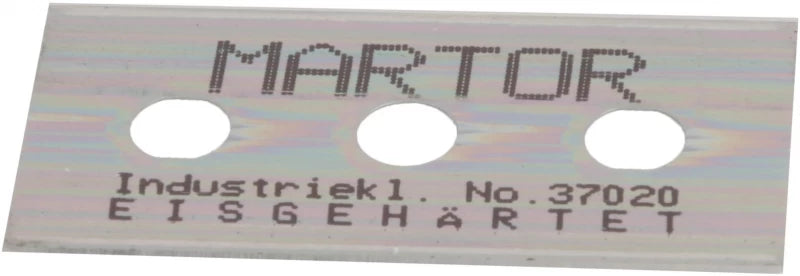 MARTOR
Industriekl. No.37020
EISGEHÄRTET